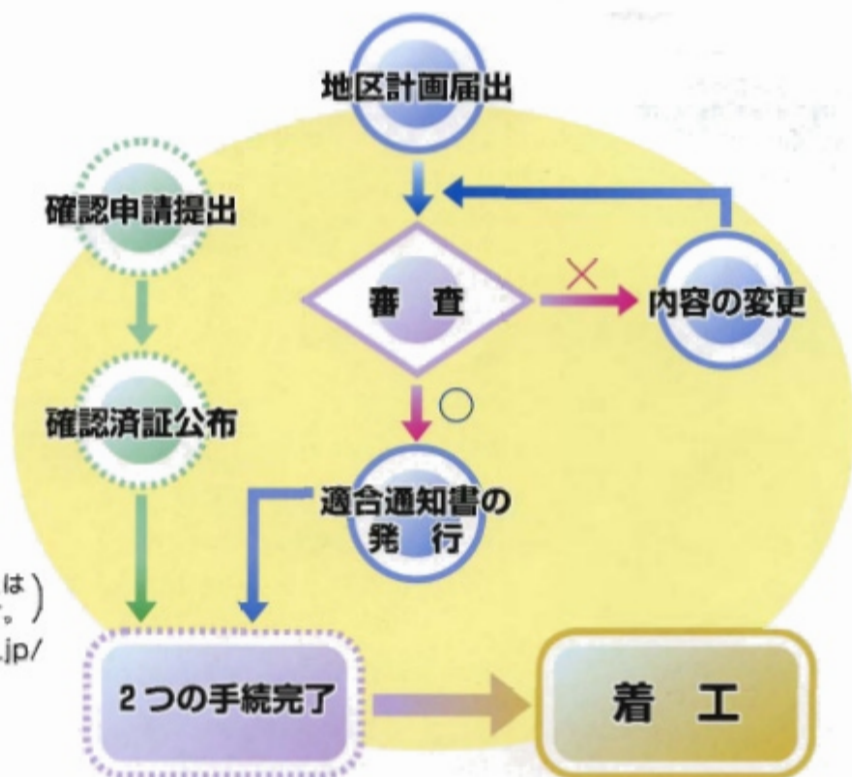 地区計画届出
確認申請提出
審 査
×
内容の変更
確認済証公布
○
適合通知書の
発 行
は)
。)
.jp/
2つの手続完了
着 工